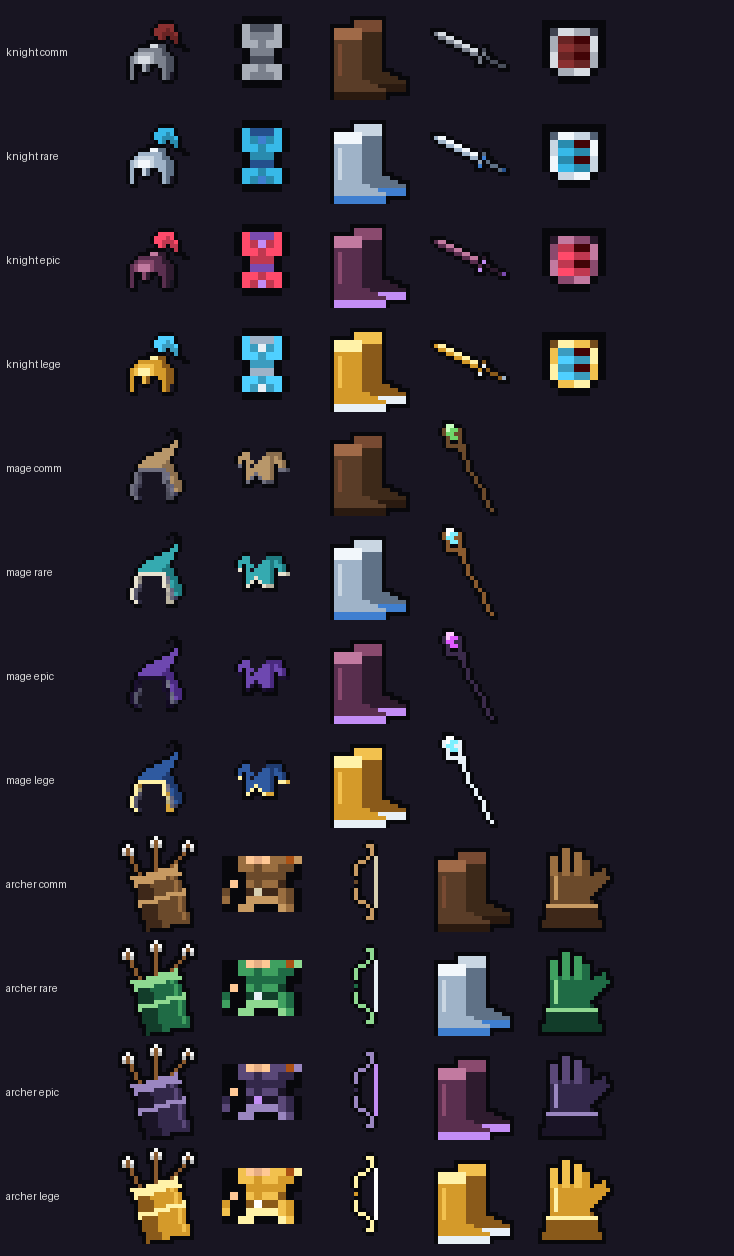 knight comm
knight rare
knight epic
knight lege
mage comm
mage rare
mage epic
mage lege
archer comm
archer rare
archer epic
archer lege